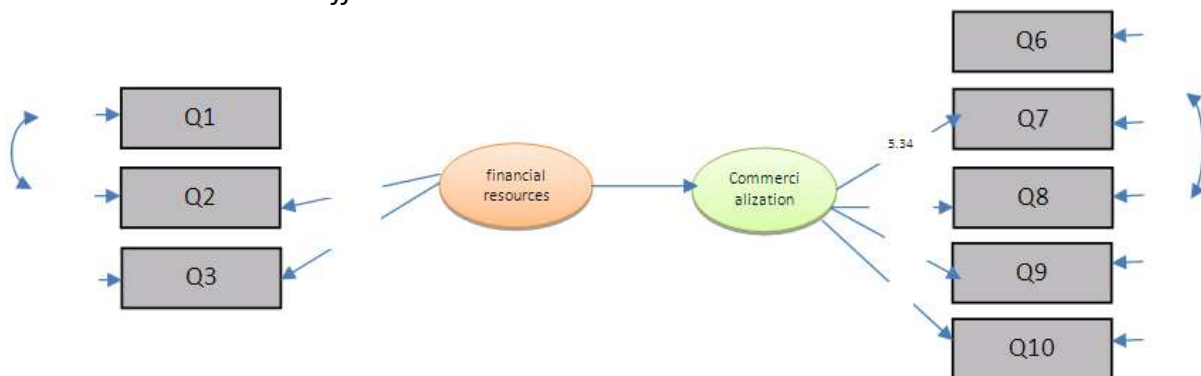 Q6
Q1
Q7
5.34
financial
resources
Commerci
alization
Q2
Q8
Q3
Q9
Q10